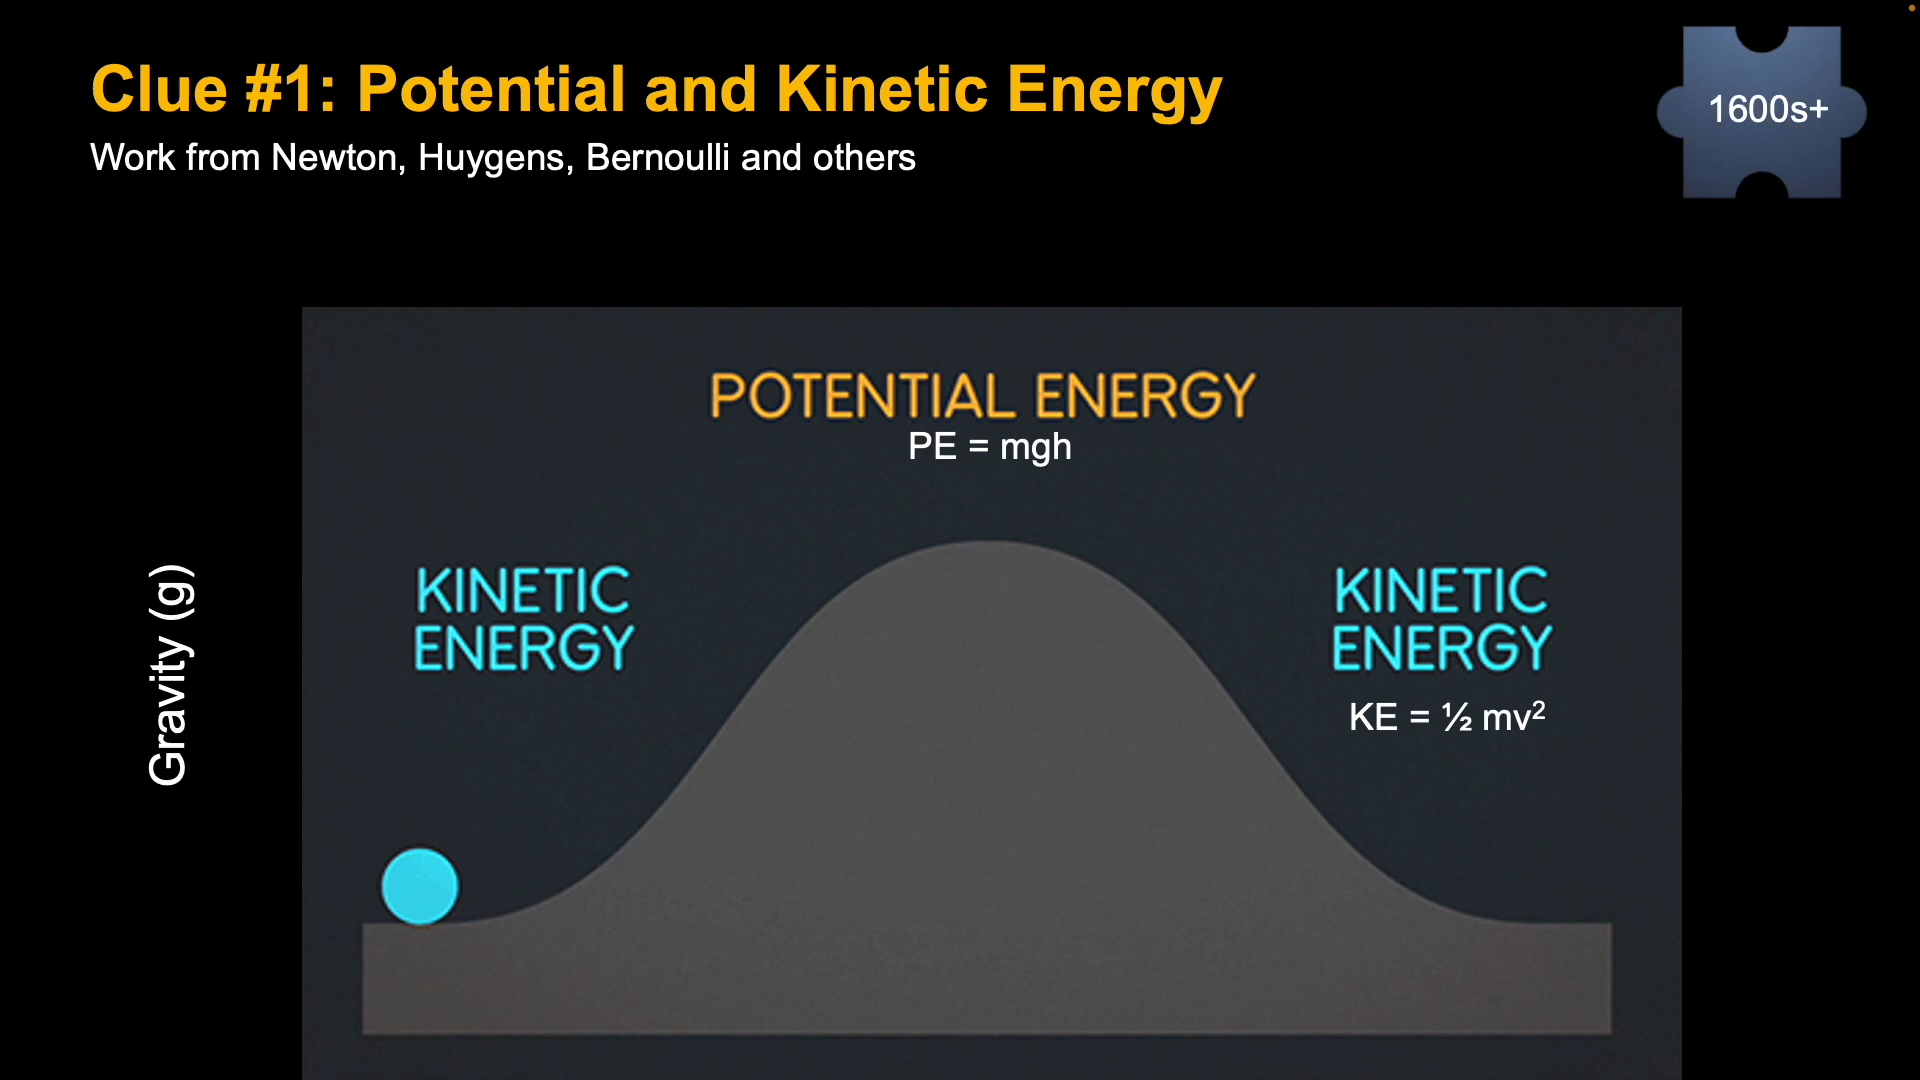 Clue #1: Potential and Kinetic Energy
Work from Newton, Huygens, Bernoulli and others
1600s+
POTENTIAL ENERGY
PE = mgh
KINETIC
ENERGY
KINETIC
ENERGY
KE = ½ mv²
Gravity (g)